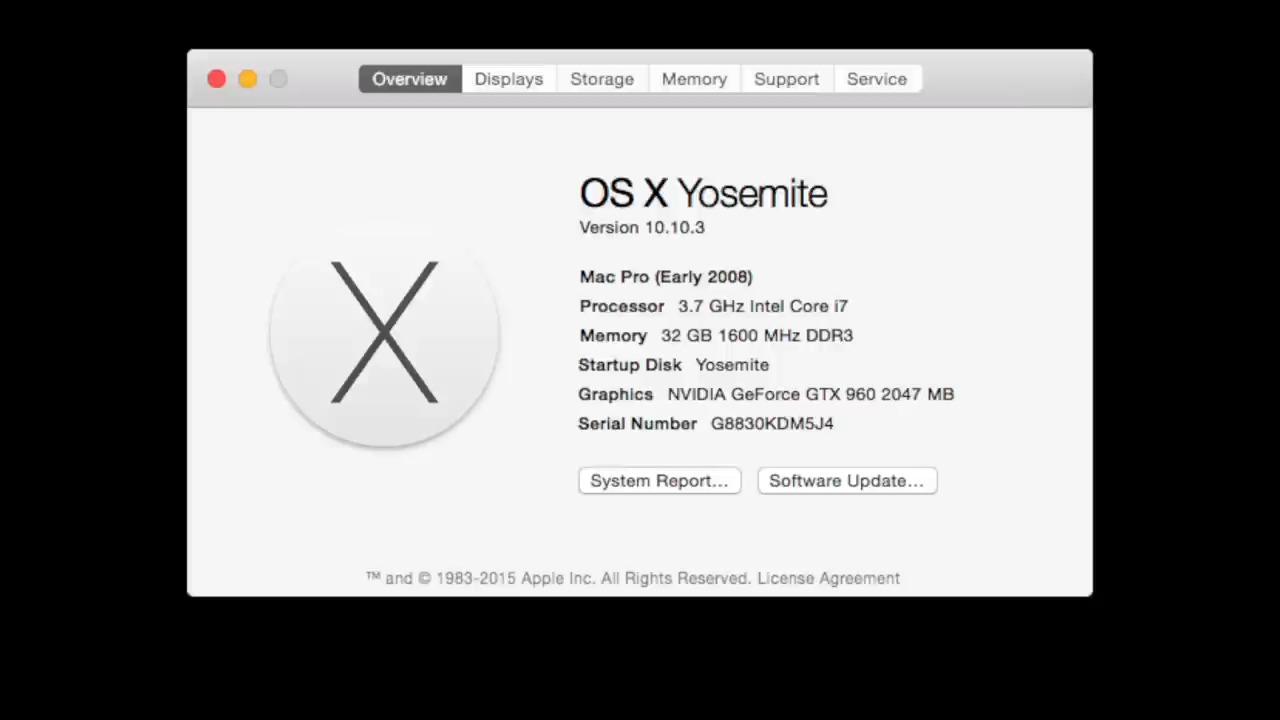 Overview Displays Storage Memory Support Service
OS X Yosemite
Version 10.10.3
Mac Pro (Early 2008)
Processor 3.7 GHz Intel Core i7
Memory 32 GB 1600 MHz DDR3
Startup Disk Yosemite
Graphics NVIDIA GeForce GTX 960 2047 MB
Serial Number G8830KDM5J4
System Report... Software Update...
™ and © 1983-2015 Apple Inc. All Rights Reserved. License Agreement